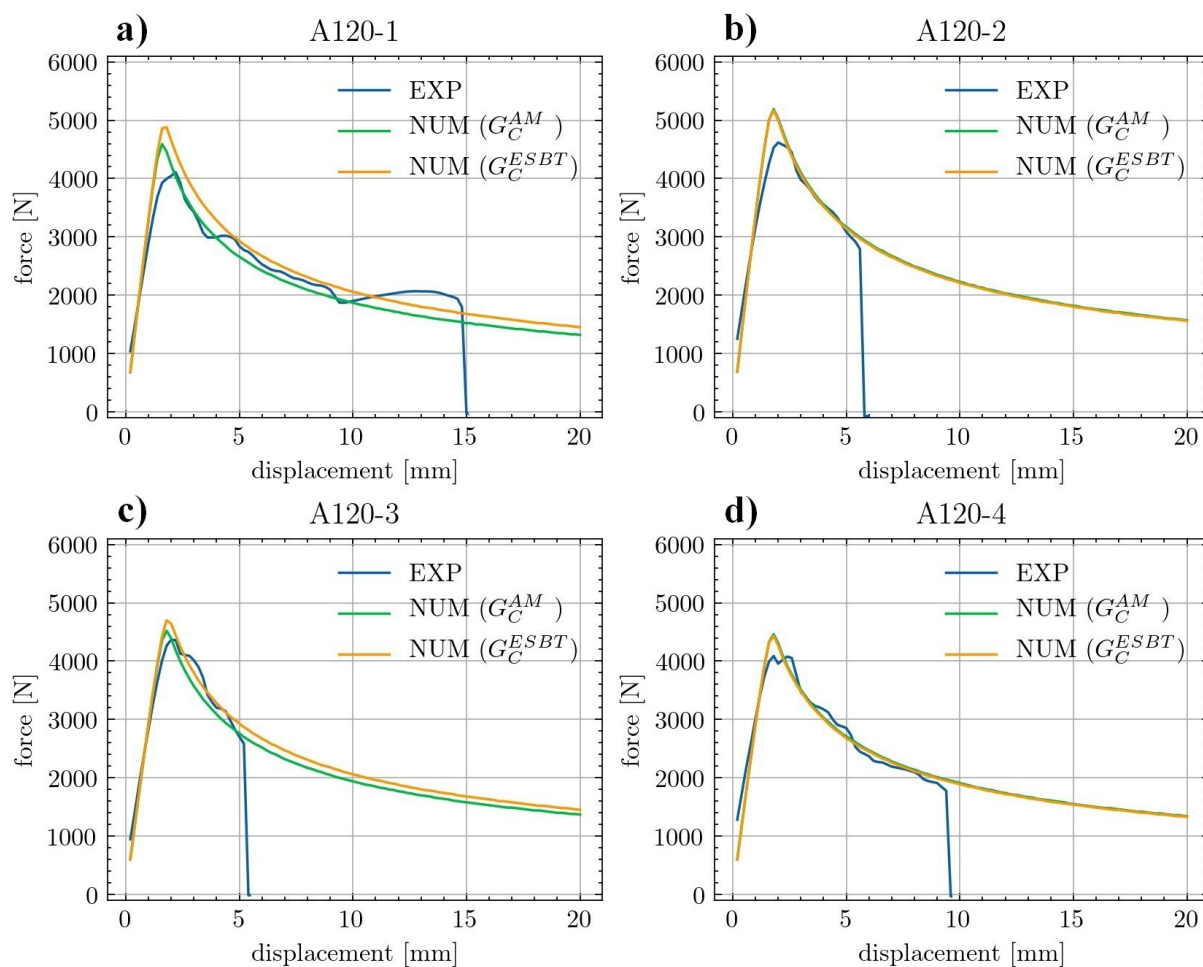 a) A120-1
6000
5000
4000
3000
2000
1000
0
force [N]
EXP
NUM (G_C^{AM} )
NUM (G_C^{ESBT})
0 5 10 15 20
displacement [mm]
b) A120-2
6000
5000
4000
3000
2000
1000
0
force [N]
EXP
NUM (G_C^{AM} )
NUM (G_C^{ESBT})
0 5 10 15 20
displacement [mm]
c) A120-3
6000
5000
4000
3000
2000
1000
0
force [N]
EXP
NUM (G_C^{AM} )
NUM (G_C^{ESBT})
0 5 10 15 20
displacement [mm]
d) A120-4
6000
5000
4000
3000
2000
1000
0
force [N]
EXP
NUM (G_C^{AM} )
NUM (G_C^{ESBT})
0 5 10 15 20
displacement [mm]